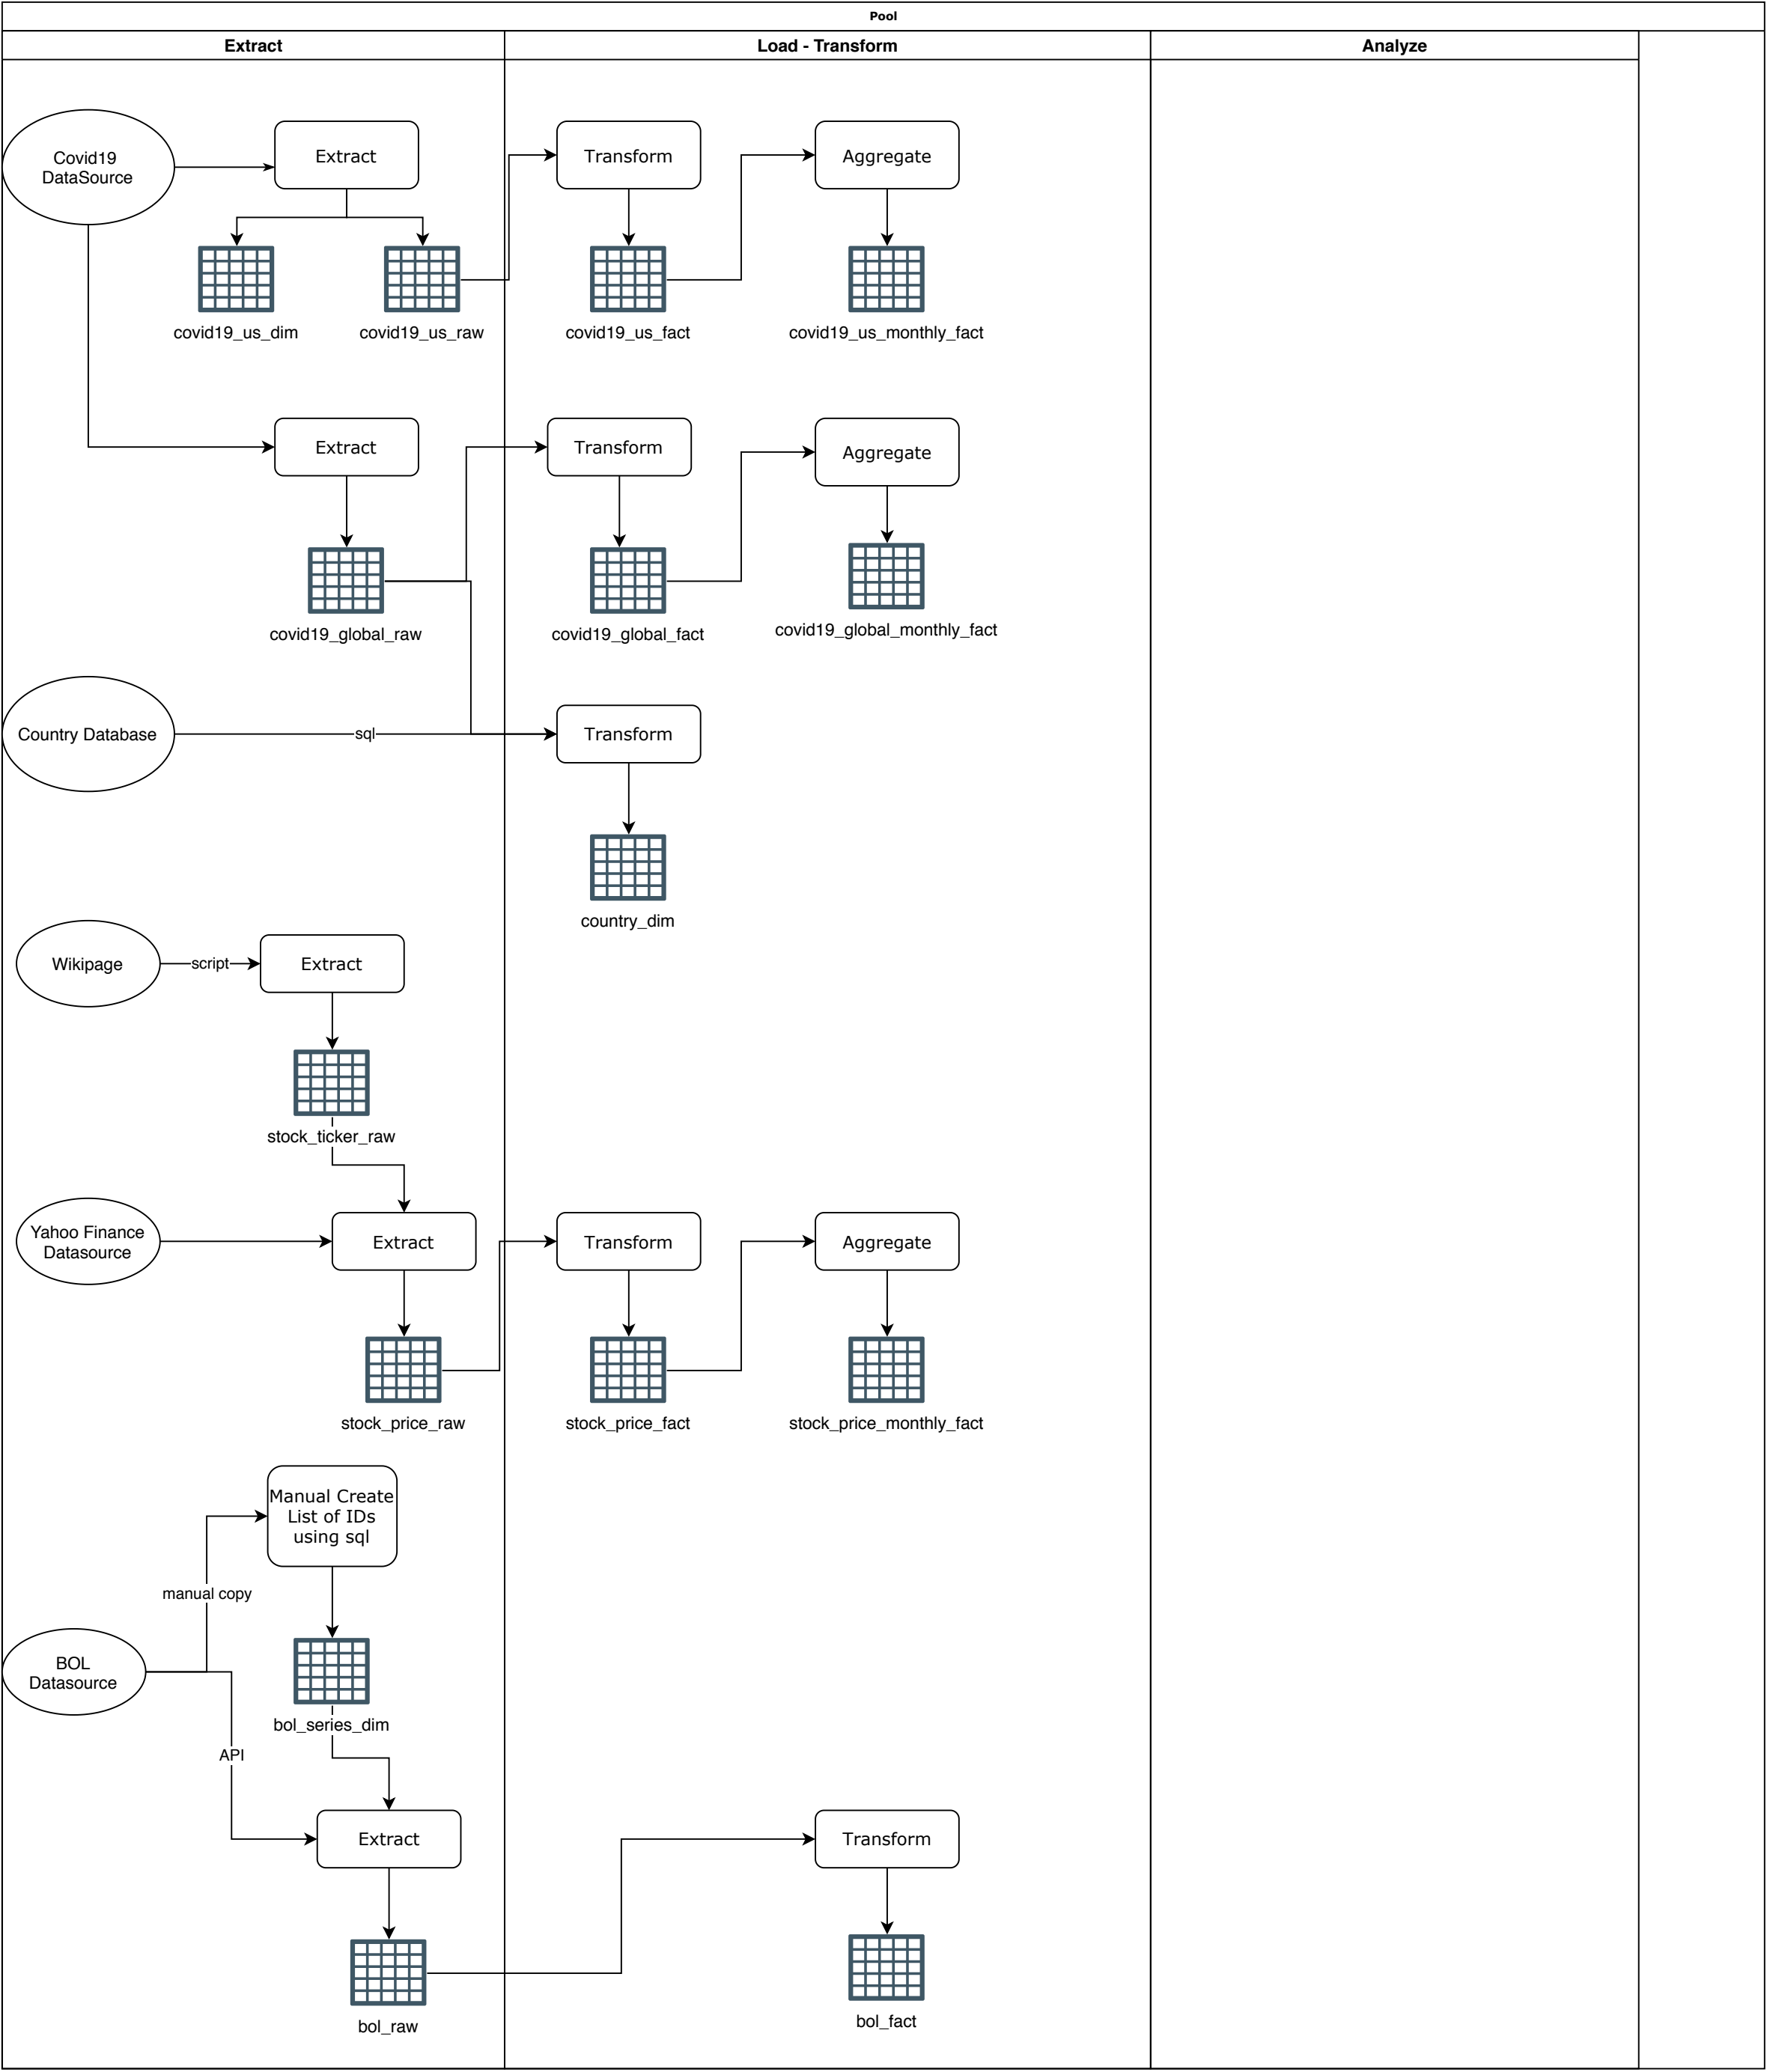 Pool
Extract
Load - Transform
Analyze
Covid19
DataSource
Extract
Transform
Aggregate
covid19_us_dim
covid19_us_raw
covid19_us_fact
covid19_us_monthly_fact
Extract
Transform
Aggregate
covid19_global_raw
covid19_global_fact
covid19_global_monthly_fact
Country Database
sql
Transform
country_dim
Wikipage
script
Extract
stock_ticker_raw
Yahoo Finance
Datasource
Extract
Transform
Aggregate
stock_price_raw
stock_price_fact
stock_price_monthly_fact
Manual Create
List of IDs
using sql
manual copy
BOL
Datasource
bol_series_dim
API
Extract
Transform
bol_raw
bol_fact